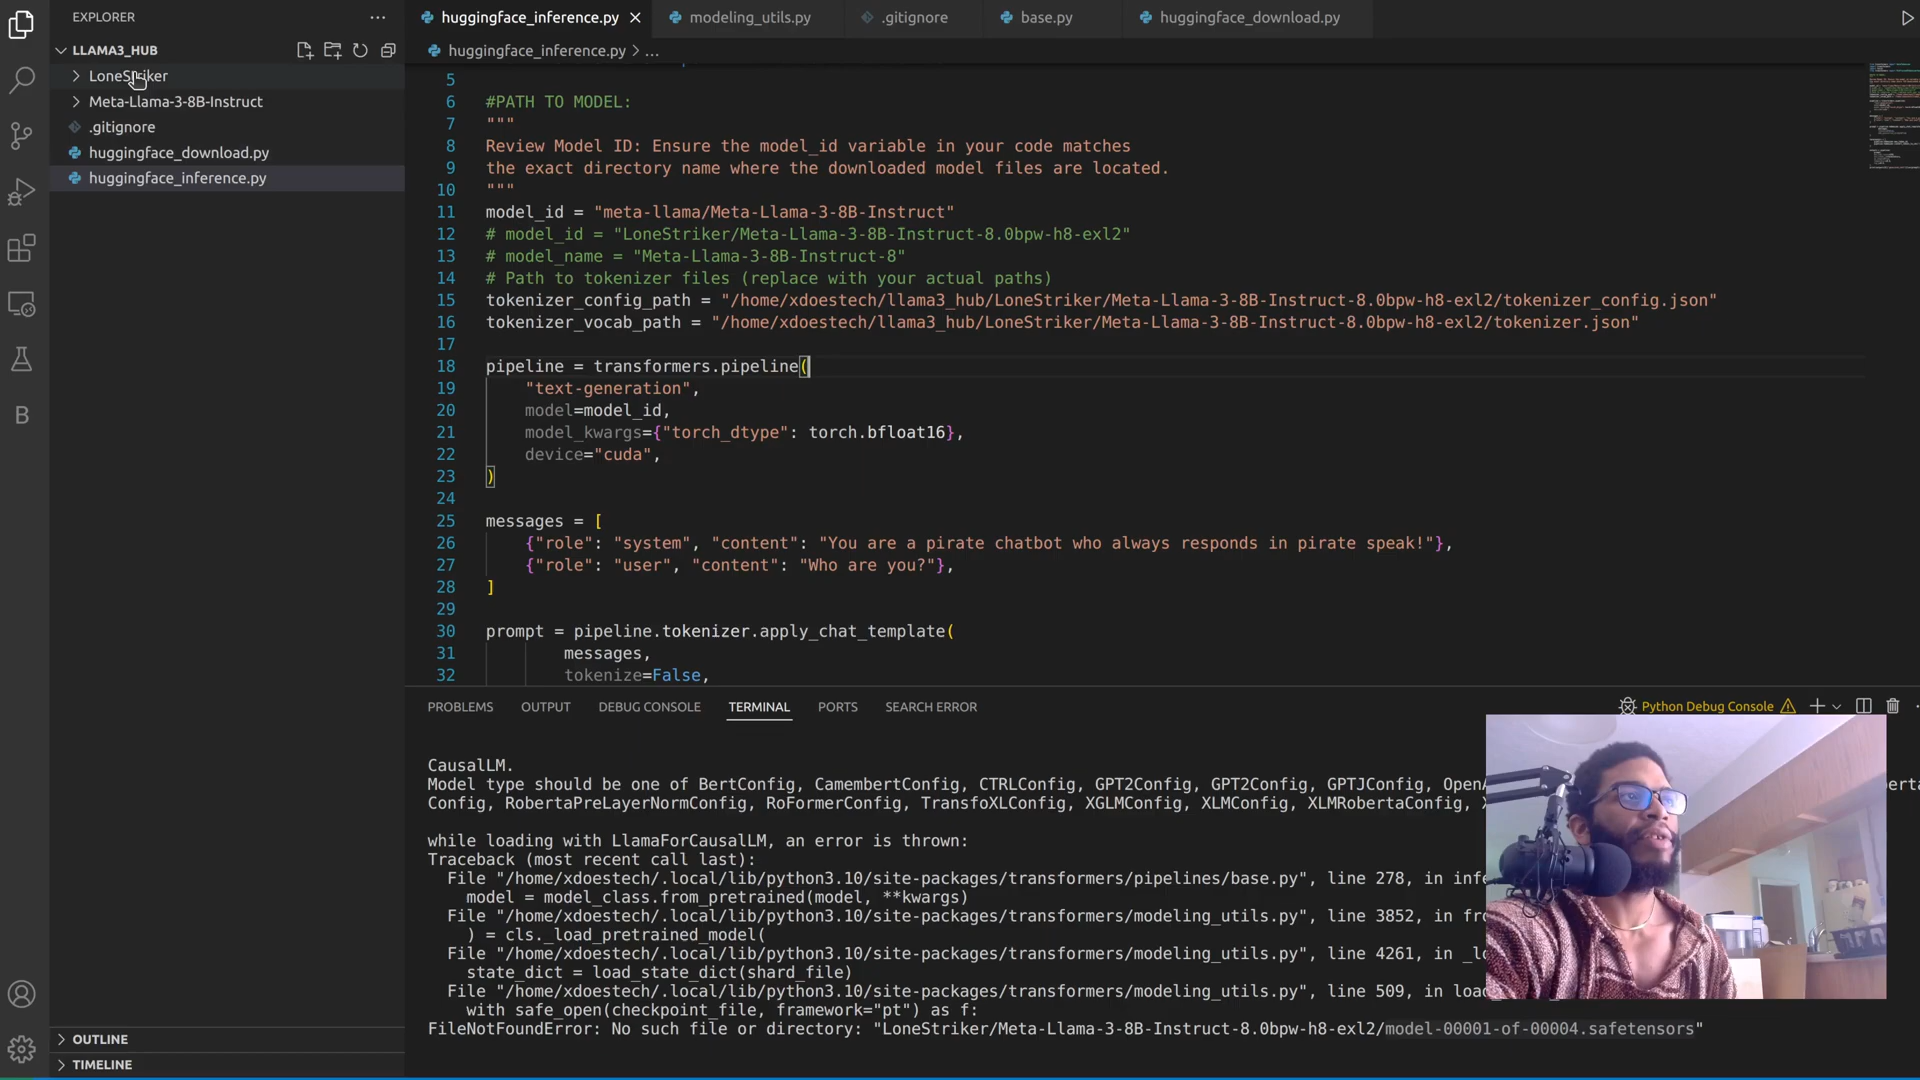 EXPLORER
LLAMA3_HUB
LoneStriker
Meta-Llama-3-8B-Instruct
.gitignore
huggingface_download.py
huggingface_inference.py
OUTLINE
TIMELINE
B
huggingface_inference.py
modeling_utils.py
.gitignore
base.py
huggingface_download.py
huggingface_inference.py > ...
5
6 #PATH TO MODEL:
7 """
8 Review Model ID: Ensure the model_id variable in your code matches
9 the exact directory name where the downloaded model files are located.
10 """
11 model_id = "meta-llama/Meta-Llama-3-8B-Instruct"
12 # model_id = "LoneStriker/Meta-Llama-3-8B-Instruct-8.0bpw-h8-exl2"
13 # model_name = "Meta-Llama-3-8B-Instruct-8"
14 # Path to tokenizer files (replace with your actual paths)
15 tokenizer_config_path = "/home/xdoestech/llama3_hub/LoneStriker/Meta-Llama-3-8B-Instruct-8.0bpw-h8-exl2/tokenizer_config.json"
16 tokenizer_vocab_path = "/home/xdoestech/llama3_hub/LoneStriker/Meta-Llama-3-8B-Instruct-8.0bpw-h8-exl2/tokenizer.json"
17
18 pipeline = transformers.pipeline(
19 "text-generation",
20 model=model_id,
21 model_kwargs={"torch_dtype": torch.bfloat16},
22 device="cuda",
23 )
24
25 messages = [
26 {"role": "system", "content": "You are a pirate chatbot who always responds in pirate speak!"},
27 {"role": "user", "content": "Who are you?"},
28 ]
29
30 prompt = pipeline.tokenizer.apply_chat_template(
31 messages,
32 tokenize=False,
PROBLEMS OUTPUT DEBUG CONSOLE TERMINAL PORTS SEARCH ERROR
Python Debug Console
CausalLM.
Model type should be one of BertConfig, CamembertConfig, CTRLConfig, GPT2Config, GPT2Config, GPTJConfig,
Config, RobertaPreLayerNormConfig, RoFormerConfig, TransfoXLConfig, XGLMConfig, XLMConfig, XLMRobertaConfig,
while loading with LlamaForCausalLM, an error is thrown:
Traceback (most recent call last):
File "/home/xdoestech/.local/lib/python3.10/site-packages/transformers/pipelines/base.py", line 278, in
model = model_class.from_pretrained(model, **kwargs)
File "/home/xdoestech/.local/lib/python3.10/site-packages/transformers/modeling_utils.py", line 3852, in
) = cls._load_pretrained_model(
File "/home/xdoestech/.local/lib/python3.10/site-packages/transformers/modeling_utils.py", line 4261, in
state_dict = load_state_dict(shard_file)
File "/home/xdoestech/.local/lib/python3.10/site-packages/transformers/modeling_utils.py", line 509, in
with safe_open(checkpoint_file, framework="pt") as f:
FileNotFoundError: No such file or directory: "LoneStriker/Meta-Llama-3-8B-Instruct-8.0bpw-h8-exl2/model-00001-of-00004.safetensors"